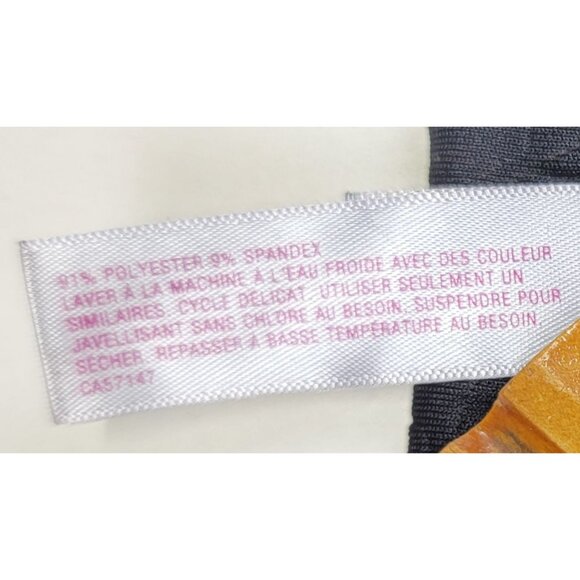 91% POLYESTER 9% SPANDEX
LAVER À LA MACHINE À L'EAU FROIDE AVEC DES COULEUR
SIMILAIRES. CYCLE DÉLICAT. UTILISER SEULEMENT UN
JAVELLISANT SANS CHLORE AU BESOIN. SUSPENDRE POUR
SÉCHER. REPASSER À BASSE TEMPÉRATURE AU BESOIN.
CA57147